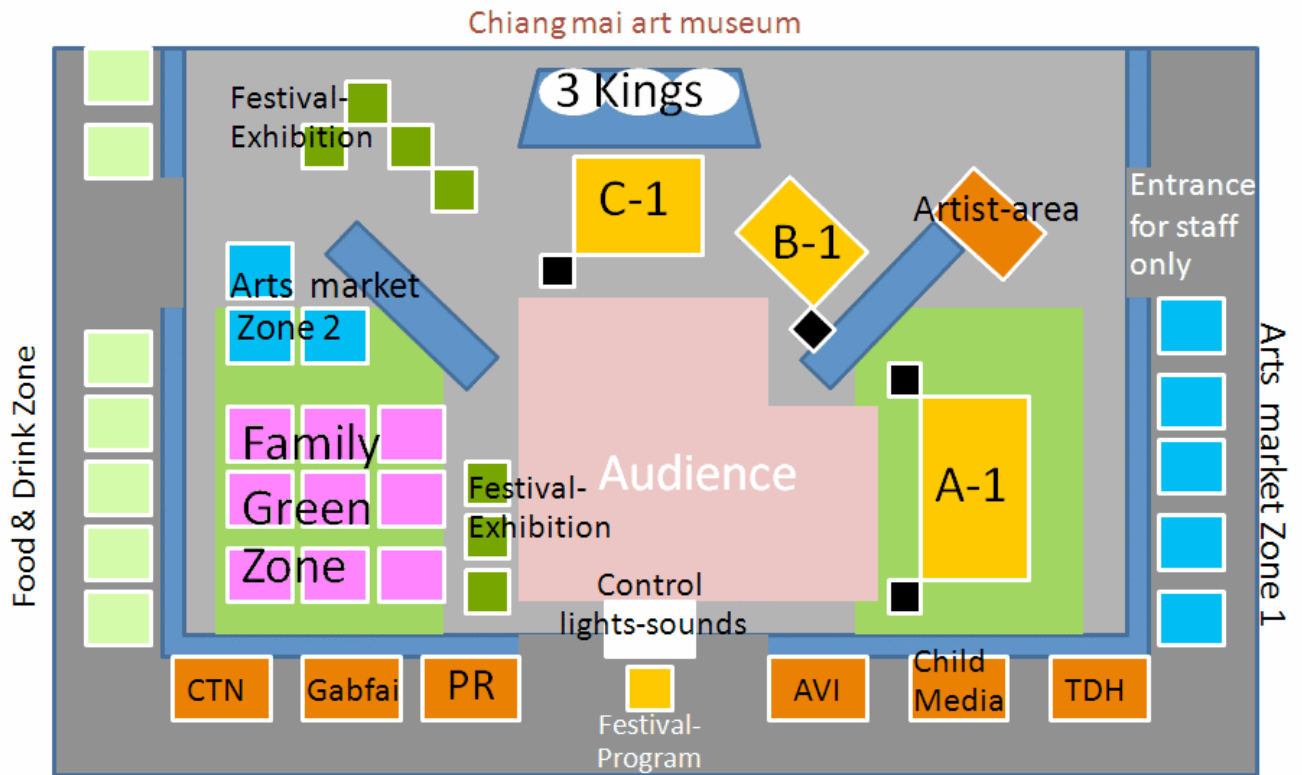 Chiang mai art museum
3 Kings
Festival-
Exhibition
C-1
B-1
Artist-area
Entrance
for staff
only
Arts market
Zone 2
Food & Drink Zone
Family
Green
Zone
Festival-
Exhibition
Audience
A-1
Arts market Zone 1
Control
lights-sounds
CTN
Gabfai
PR
Festival-
Program
AVI
Child
Media
TDH